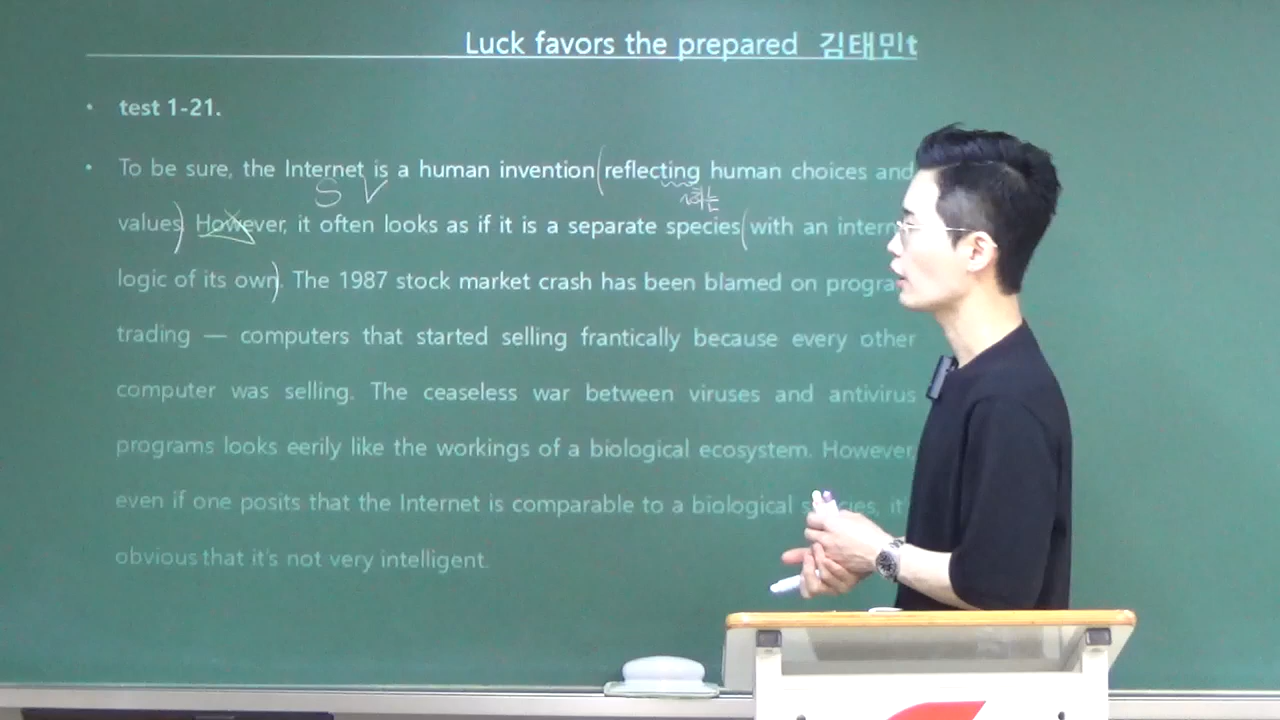 Luck favors the prepared 김태민t
• test 1-21.
• To be sure, the Internet is a human invention (reflecting human choices and
S V ~하는
values) However, it often looks as if it is a separate species (with an intern
logic of its own). The 1987 stock market crash has been blamed on progra
trading — computers that started selling frantically because every other
computer was selling. The ceaseless war between viruses and antivirus
programs looks eerily like the workings of a biological ecosystem. However,
even if one posits that the Internet is comparable to a biological it'
obvious that it's not very intelligent.